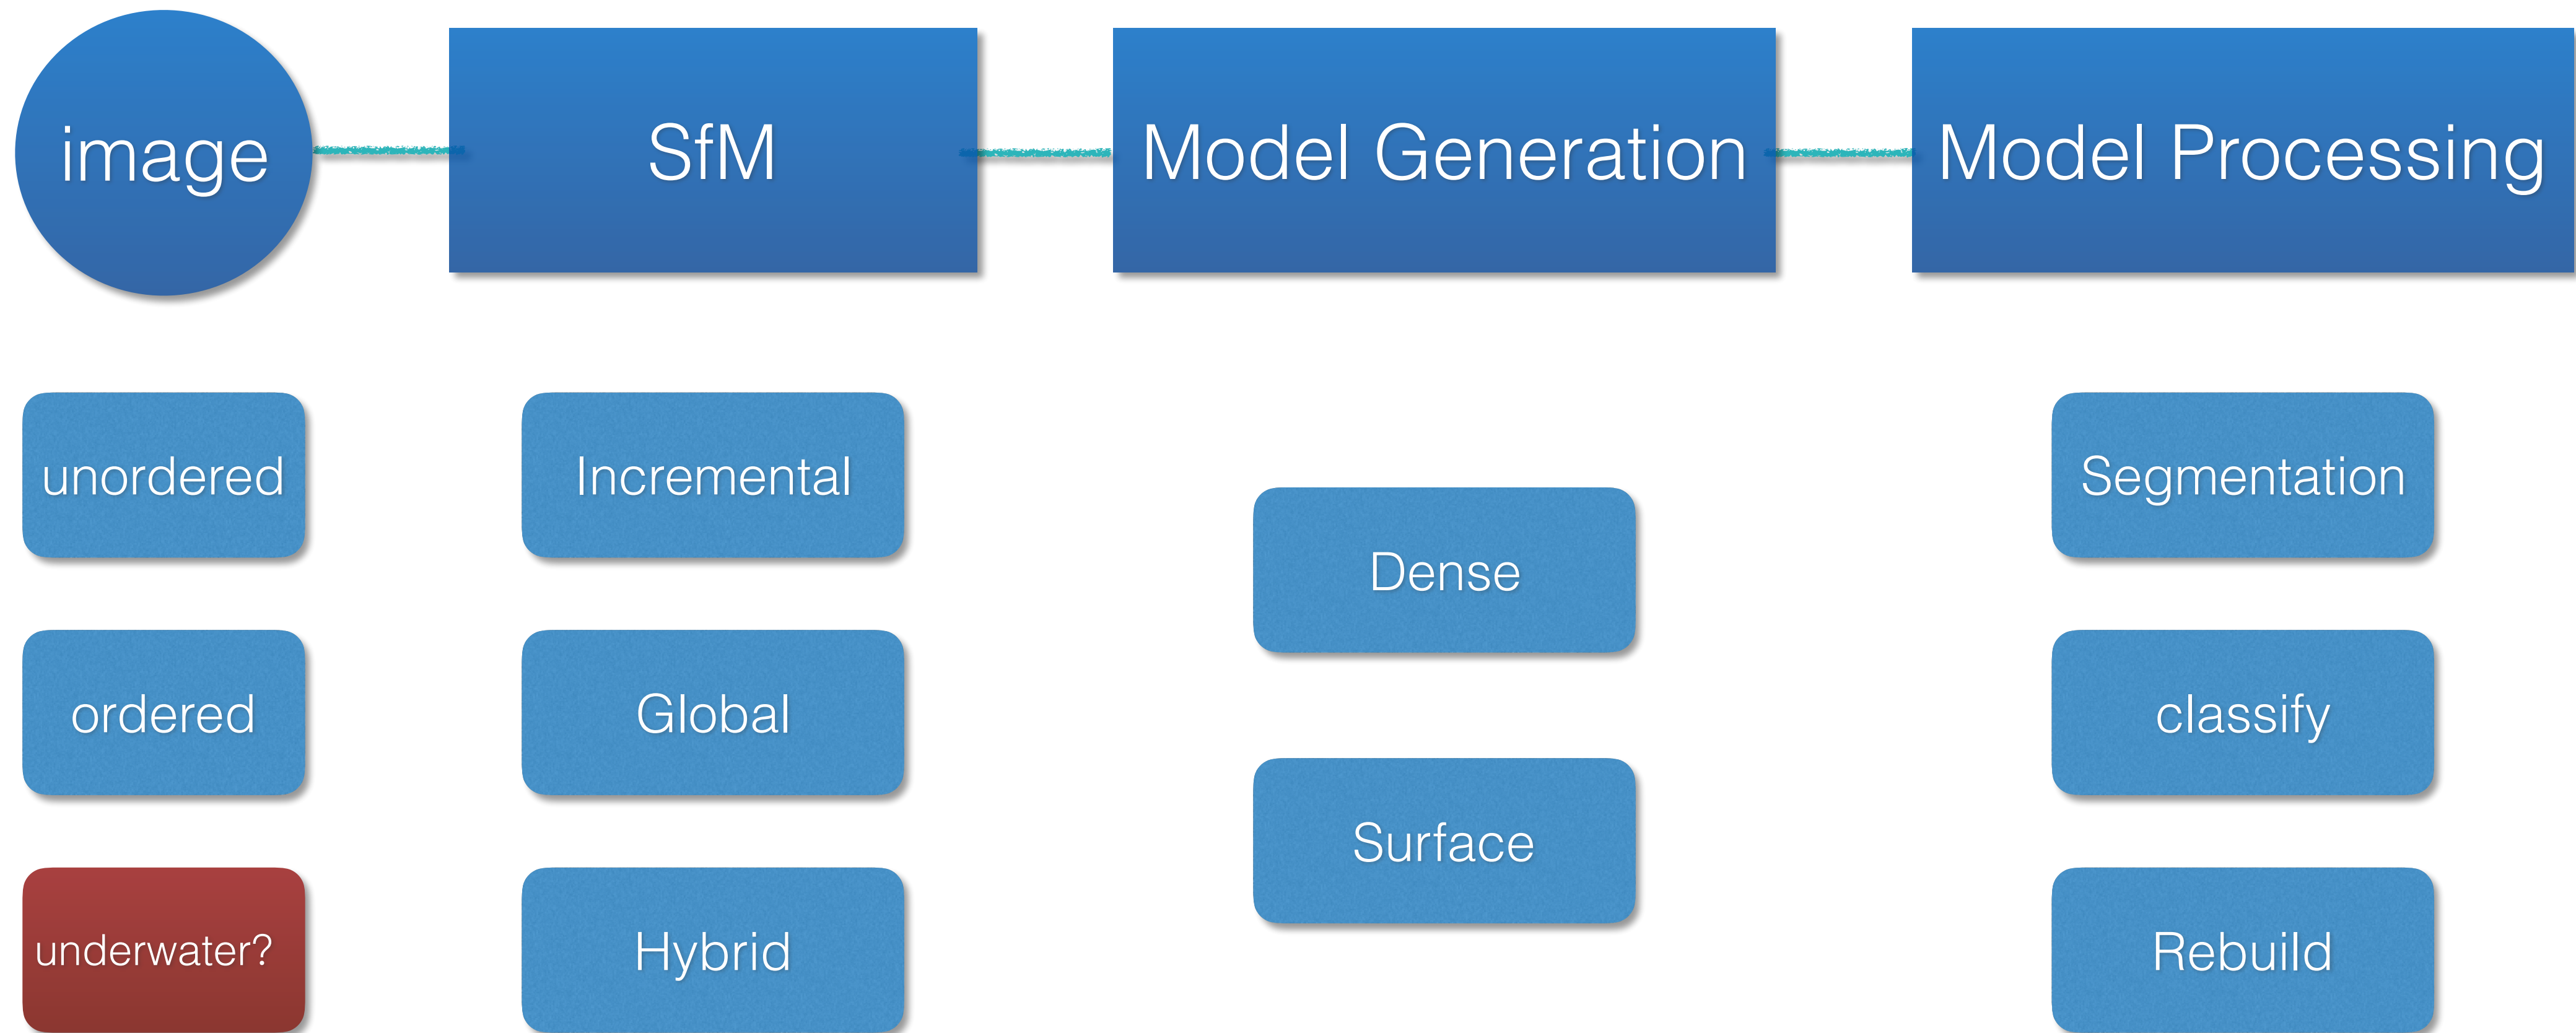 image
SfM
Model Generation
Model Processing
unordered
Incremental
Segmentation
Dense
ordered
Global
classify
Surface
underwater?
Hybrid
Rebuild